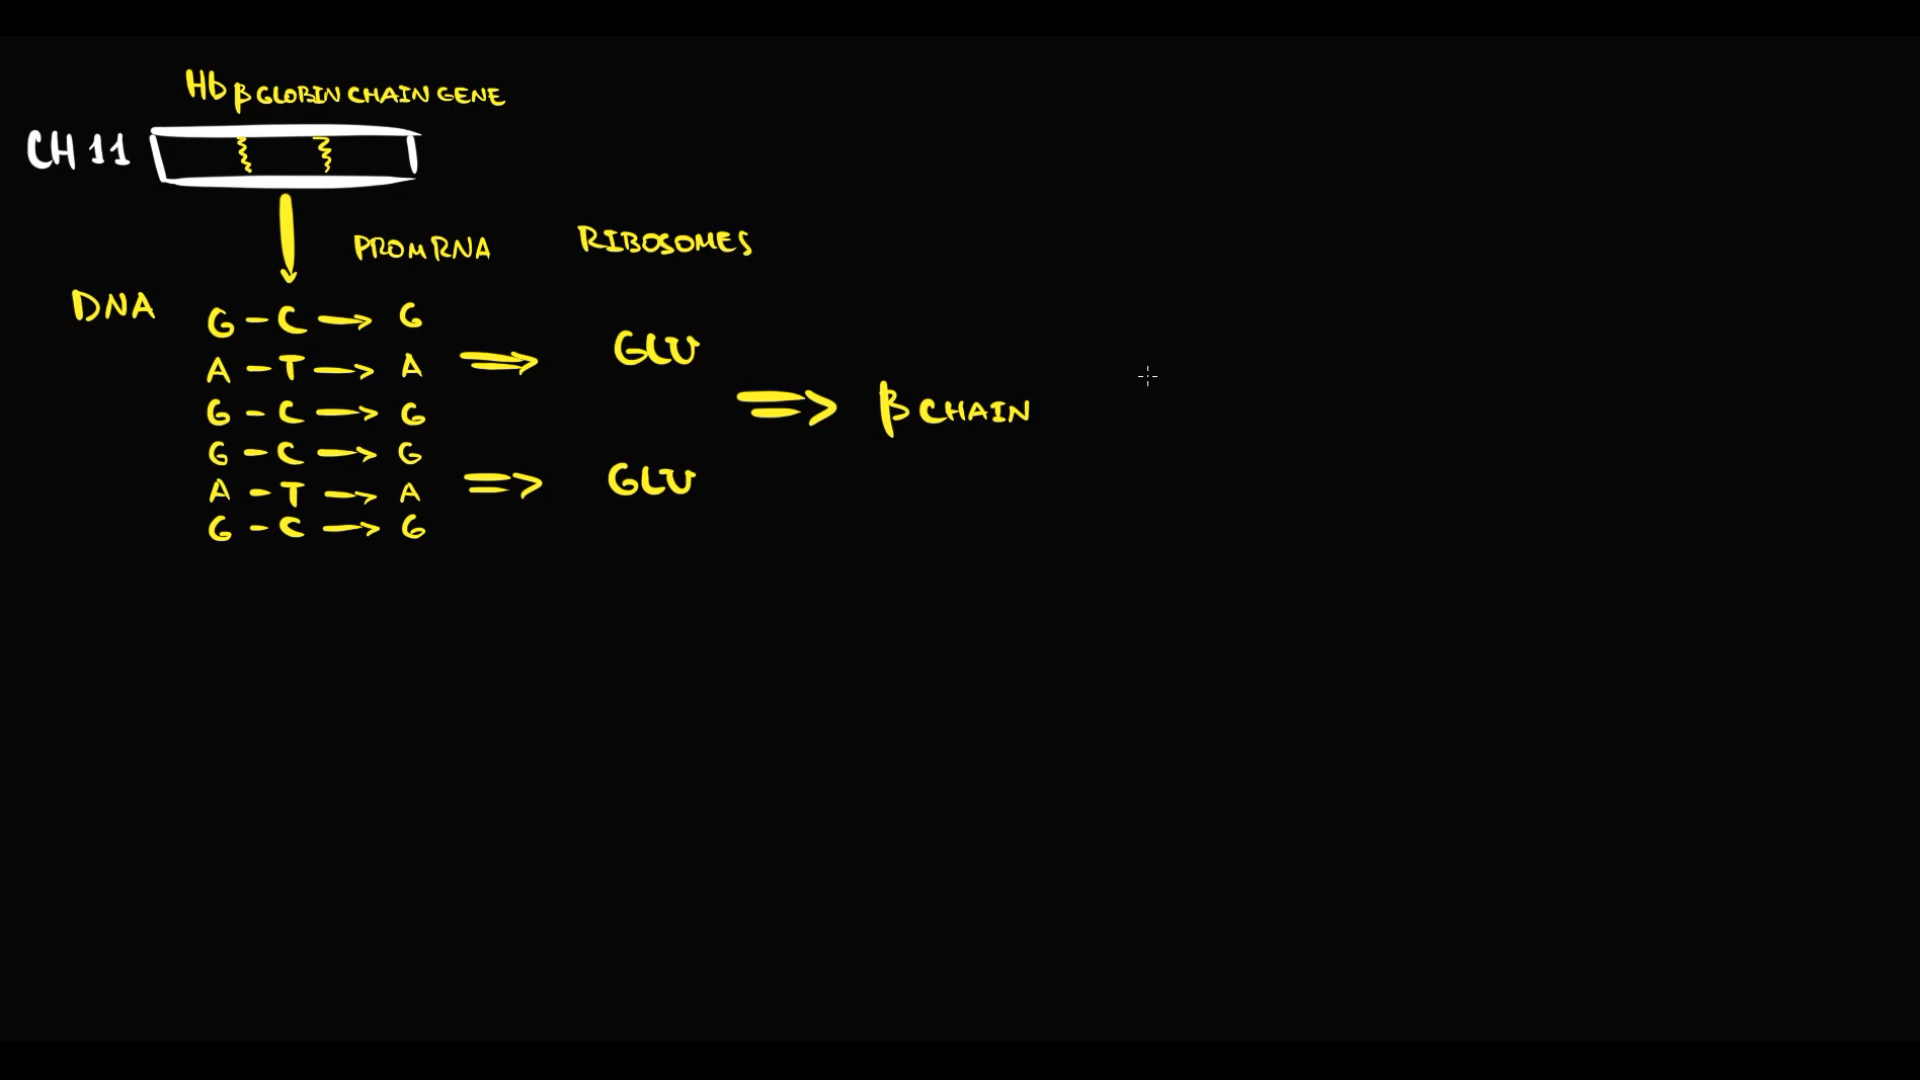 Hb β GLOBIN CHAIN GENE
CH 11
PROMRNA RIBOSOMES
DNA
G - C → G
GLU
A - T → A ⇒
G - C → G ⇒ β CHAIN
G - C → G
A - T → A ⇒ GLU
G - C → G